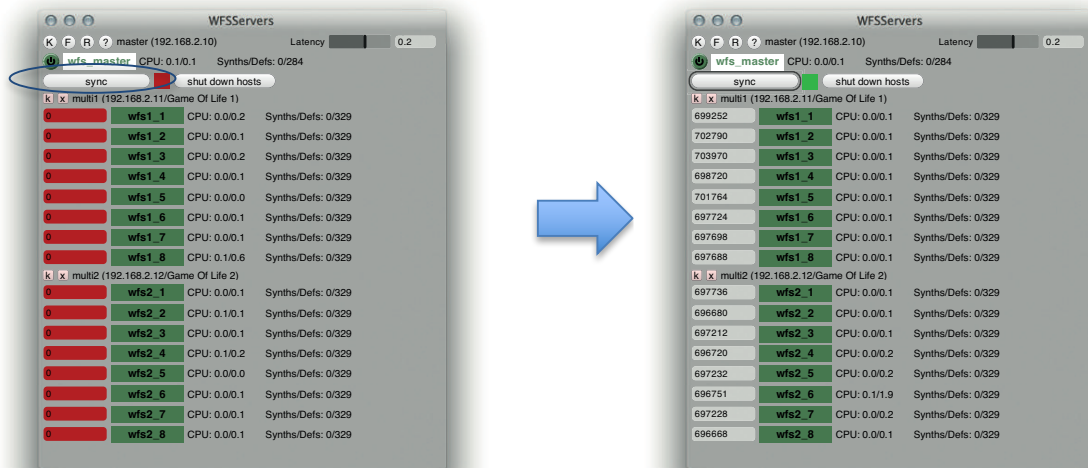 WFSServers
K F R ? master (192.168.2.10) Latency 0.2
wfs_master CPU: 0.1/0.1 Synths/Defs: 0/284
sync shut down hosts
k x multi1 (192.168.2.11/Game Of Life 1)
0 wfs1_1 CPU: 0.0/0.2 Synths/Defs: 0/329
0 wfs1_2 CPU: 0.0/0.1 Synths/Defs: 0/329
0 wfs1_3 CPU: 0.0/0.2 Synths/Defs: 0/329
0 wfs1_4 CPU: 0.0/0.1 Synths/Defs: 0/329
0 wfs1_5 CPU: 0.0/0.0 Synths/Defs: 0/329
0 wfs1_6 CPU: 0.0/0.1 Synths/Defs: 0/329
0 wfs1_7 CPU: 0.0/0.1 Synths/Defs: 0/329
0 wfs1_8 CPU: 0.1/0.6 Synths/Defs: 0/329
k x multi2 (192.168.2.12/Game Of Life 2)
0 wfs2_1 CPU: 0.0/0.1 Synths/Defs: 0/329
0 wfs2_2 CPU: 0.1/0.1 Synths/Defs: 0/329
0 wfs2_3 CPU: 0.0/0.1 Synths/Defs: 0/329
0 wfs2_4 CPU: 0.1/0.2 Synths/Defs: 0/329
0 wfs2_5 CPU: 0.0/0.0 Synths/Defs: 0/329
0 wfs2_6 CPU: 0.0/0.1 Synths/Defs: 0/329
0 wfs2_7 CPU: 0.0/0.1 Synths/Defs: 0/329
0 wfs2_8 CPU: 0.0/0.1 Synths/Defs: 0/329
WFSServers
K F R ? master (192.168.2.10) Latency 0.2
wfs_master CPU: 0.0/0.1 Synths/Defs: 0/284
sync shut down hosts
k x multi1 (192.168.2.11/Game Of Life 1)
699252 wfs1_1 CPU: 0.0/0.1 Synths/Defs: 0/329
702790 wfs1_2 CPU: 0.0/0.1 Synths/Defs: 0/329
703970 wfs1_3 CPU: 0.0/0.1 Synths/Defs: 0/329
698720 wfs1_4 CPU: 0.0/0.1 Synths/Defs: 0/329
701764 wfs1_5 CPU: 0.0/0.1 Synths/Defs: 0/329
697724 wfs1_6 CPU: 0.0/0.1 Synths/Defs: 0/329
697698 wfs1_7 CPU: 0.0/0.1 Synths/Defs: 0/329
697688 wfs1_8 CPU: 0.0/0.1 Synths/Defs: 0/329
k x multi2 (192.168.2.12/Game Of Life 2)
697736 wfs2_1 CPU: 0.0/0.1 Synths/Defs: 0/329
696680 wfs2_2 CPU: 0.0/0.1 Synths/Defs: 0/329
697212 wfs2_3 CPU: 0.0/0.1 Synths/Defs: 0/329
696720 wfs2_4 CPU: 0.0/0.2 Synths/Defs: 0/329
697232 wfs2_5 CPU: 0.0/0.2 Synths/Defs: 0/329
696751 wfs2_6 CPU: 0.1/1.9 Synths/Defs: 0/329
697228 wfs2_7 CPU: 0.0/0.2 Synths/Defs: 0/329
696668 wfs2_8 CPU: 0.0/0.1 Synths/Defs: 0/329